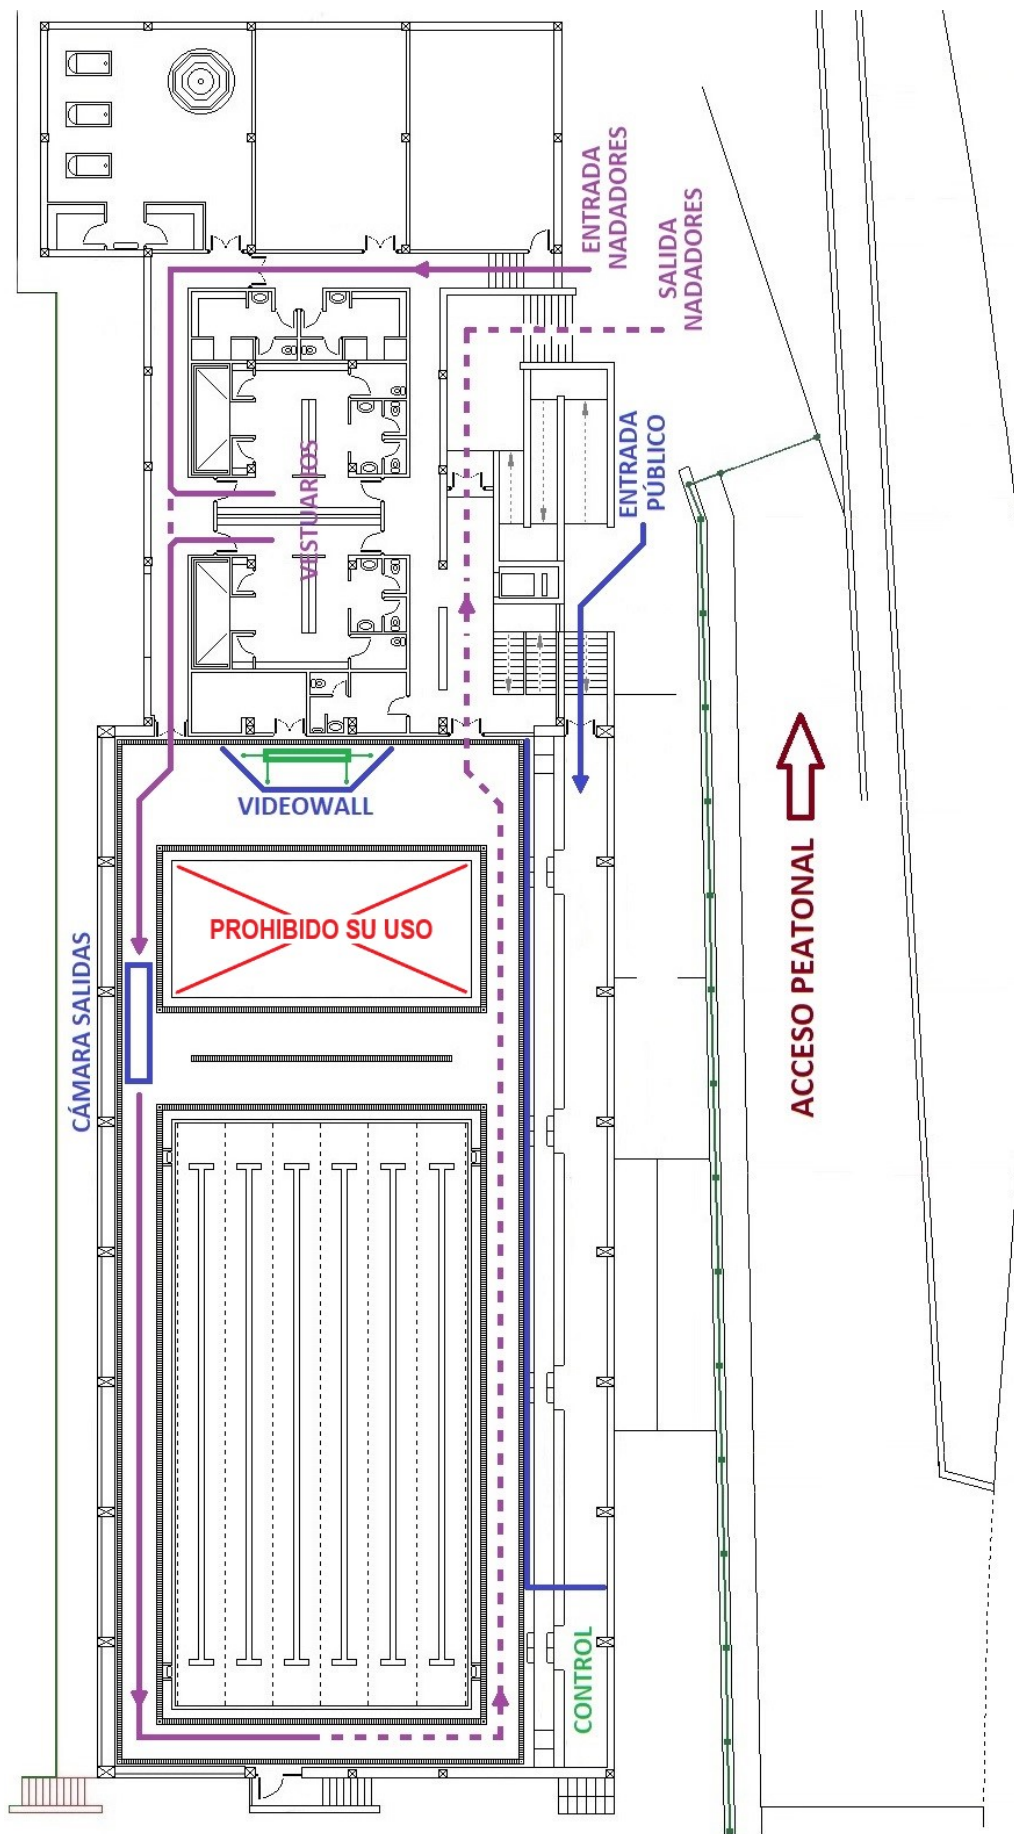 ENTRADA
NADADORES
SALIDA
NADADORES
ENTRADA
PÚBLICO
VESTUARIOS
VIDEOWALL
PROHIBIDO SU USO
CÁMARA SALIDAS
ACCESO PEATONAL
CONTROL